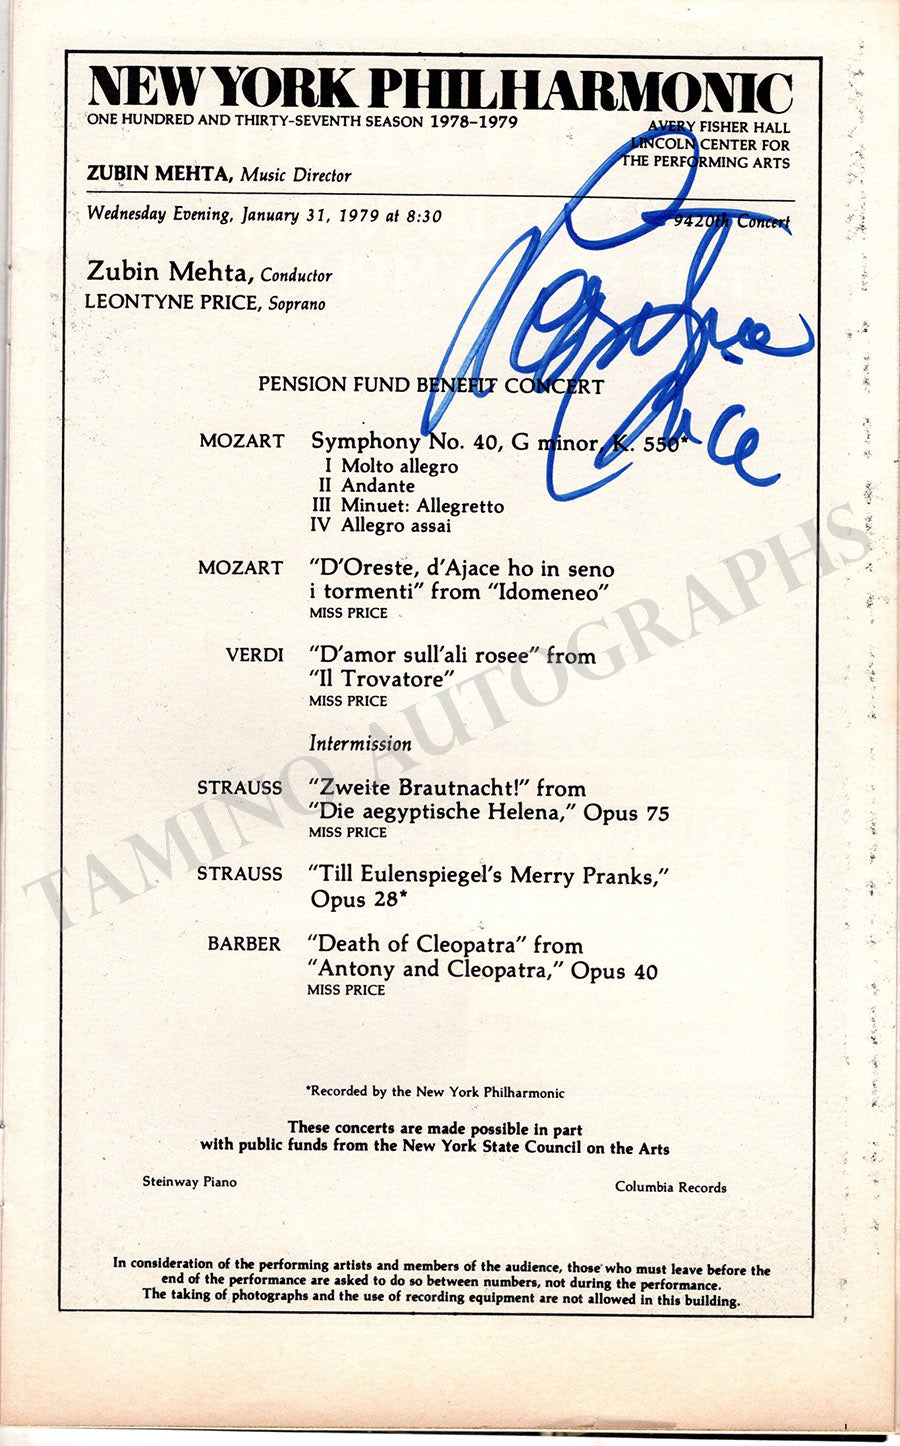 NEW YORK PHILHARMONIC
ONE HUNDRED AND THIRTY-SEVENTH SEASON 1978-1979
AVERY FISHER HALL
LINCOLN CENTER FOR
THE PERFORMING ARTS
ZUBIN MEHTA, Music Director
Wednesday Evening, January 31, 1979 at 8:30
9420th Concert
Zubin Mehta, Conductor
LEONTYNE PRICE, Soprano
Leontyne
Price
PENSION FUND BENEFIT CONCERT
MOZART Symphony No. 40, G minor, K. 550*
I Molto allegro
II Andante
III Minuet: Allegretto
IV Allegro assai
MOZART "D'Oreste, d'Ajace ho in seno
i tormenti" from "Idomeneo"
MISS PRICE
VERDI "D'amor sull'ali rosee" from
"Il Trovatore"
MISS PRICE
Intermission
STRAUSS "Zweite Brautnacht!" from
"Die aegyptische Helena," Opus 75
MISS PRICE
STRAUSS "Till Eulenspiegel's Merry Pranks,"
Opus 28*
BARBER "Death of Cleopatra" from
"Antony and Cleopatra," Opus 40
MISS PRICE
*Recorded by the New York Philharmonic
These concerts are made possible in part
with public funds from the New York State Council on the Arts
Steinway Piano Columbia Records
In consideration of the performing artists and members of the audience, those who must leave before the
end of the performance are asked to do so between numbers, not during the performance.
The taking of photographs and the use of recording equipment are not allowed in this building.
TAMINO AUTOGRAPHS